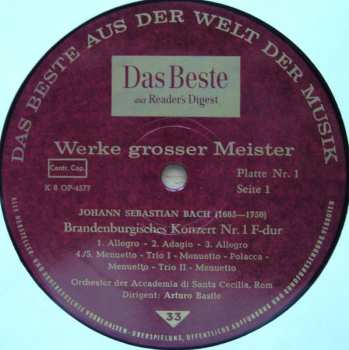 DAS BESTE AUS DER WELT DER MUSIK
Das Beste
aus Reader's Digest
Werke grosser Meister
Contr. Cop.
Platte Nr. 1
K 8 OP-4577
Seite 1
JOHANN SEBASTIAN BACH (1685—1750)
Brandenburgisches Konzert Nr. 1 F-dur
1. Allegro - 2. Adagio - 3. Allegro
4./5. Menuetto - Trio I - Menuetto - Polacca -
Menuetto - Trio II - Menuetto
Orchester der Accademia di Santa Cecilia, Rom
Dirigent: Arturo Basile
33